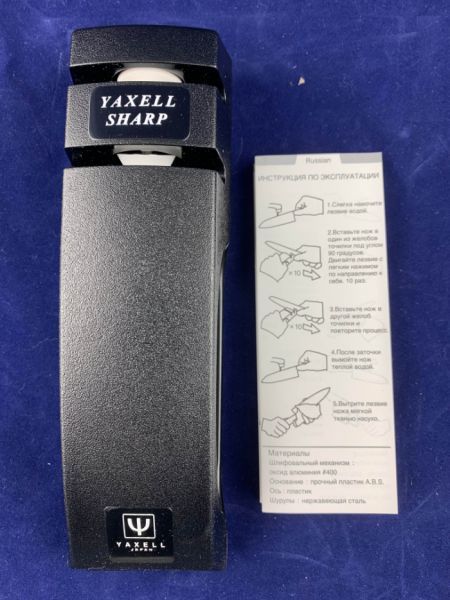 YAXELL
SHARP
Ψ
YAXELL
JAPAN
Russian
ИНСТРУКЦИЯ ПО ЭКСПЛУАТАЦИИ
1.Слегка намочите
лезвие водой.
2.Вставьте нож в
один из желобов
точилки под углом
90 градусов.
Двигайте лезвие с
легким нажимом
по направлению к
себе. 10 раз.
×10
3.Вставьте нож в
другой желоб
точилки и
повторите процесс.
×10
4.После заточки
вымойте нож
теплой водой.
5.Вытрите лезвие
ножа мягкой
тканью насухо.
Материалы
Шлифовальный механизм :
оксид алюминия #400
Основание : прочный пластик A.B.S.
Ось : пластик
Шурупы : нержавеющая сталь